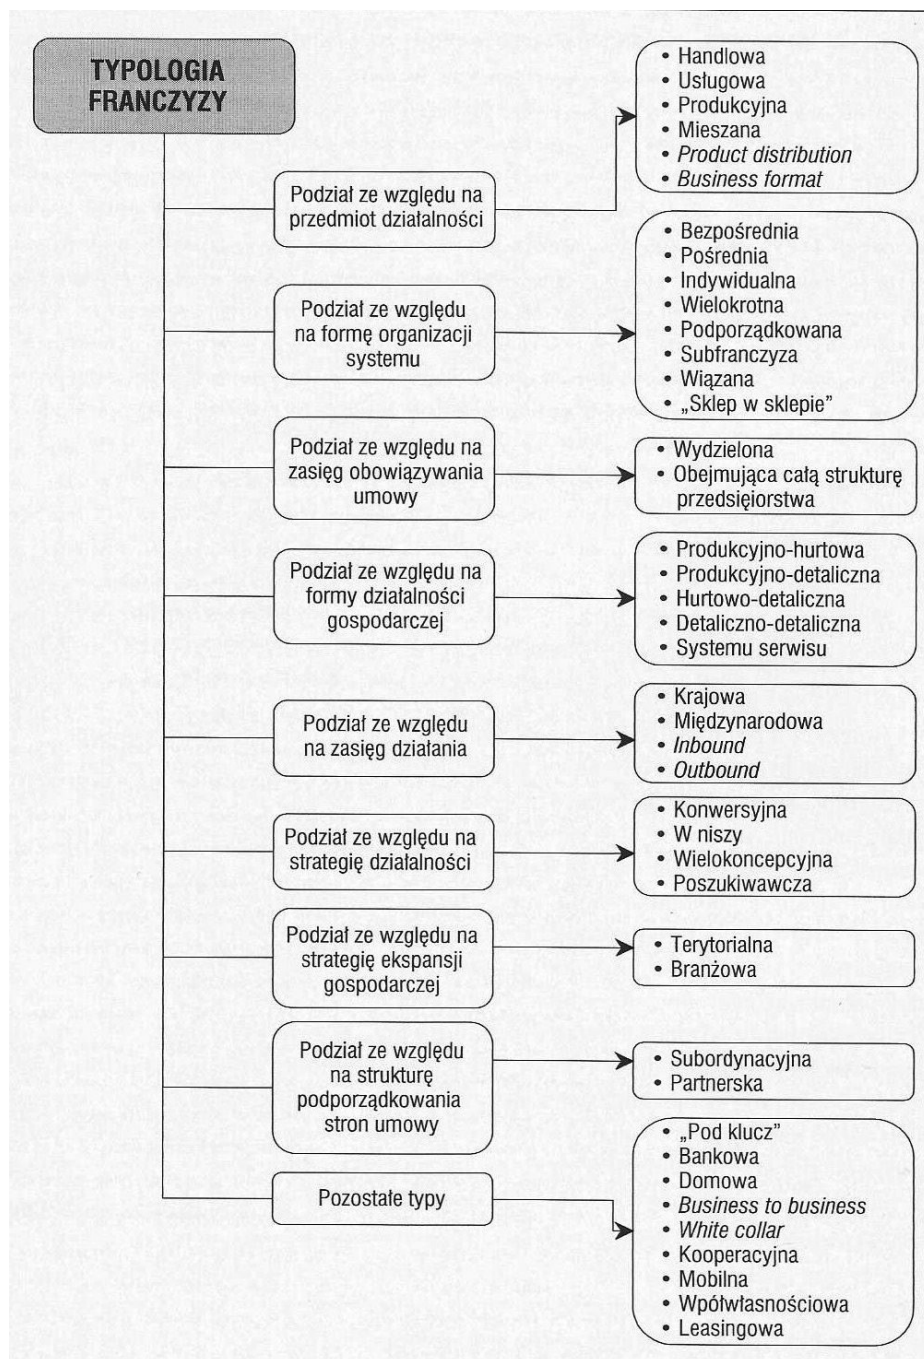 TYPOLOGIA
FRANCZYZY
Podział ze względu na
przedmiot działalności
• Handlowa
• Usługowa
• Produkcyjna
• Mieszana
• Product distribution
• Business format
Podział ze względu
na formę organizacji
systemu
• Bezpośrednia
• Pośrednia
• Indywidualna
• Wielokrotna
• Podporządkowana
• Subfranczyza
• Wiązana
• „Sklep w sklepie”
Podział ze względu na
zasięg obowiązywania
umowy
• Wydzielona
• Obejmująca całą strukturę
przedsięiorstwa
Podział ze względu na
formy działalności
gospodarczej
• Produkcyjno-hurtowa
• Produkcyjno-detaliczna
• Hurtowo-detaliczna
• Detaliczno-detaliczna
• Systemu serwisu
Podział ze względu
na zasięg działania
• Krajowa
• Międzynarodowa
• Inbound
• Outbound
Podział ze względu na
strategię działalności
• Konwersyjna
• W niszy
• Wielokoncepcyjna
• Poszukiwawcza
Podział ze względu na
strategię ekspansji
gospodarczej
• Terytorialna
• Branżowa
Podział ze względu
na strukturę
podporządkowania
stron umowy
• Subordynacyjna
• Partnerska
Pozostałe typy
• „Pod klucz”
• Bankowa
• Domowa
• Business to business
• White collar
• Kooperacyjna
• Mobilna
• Wpółwłasnościowa
• Leasingowa